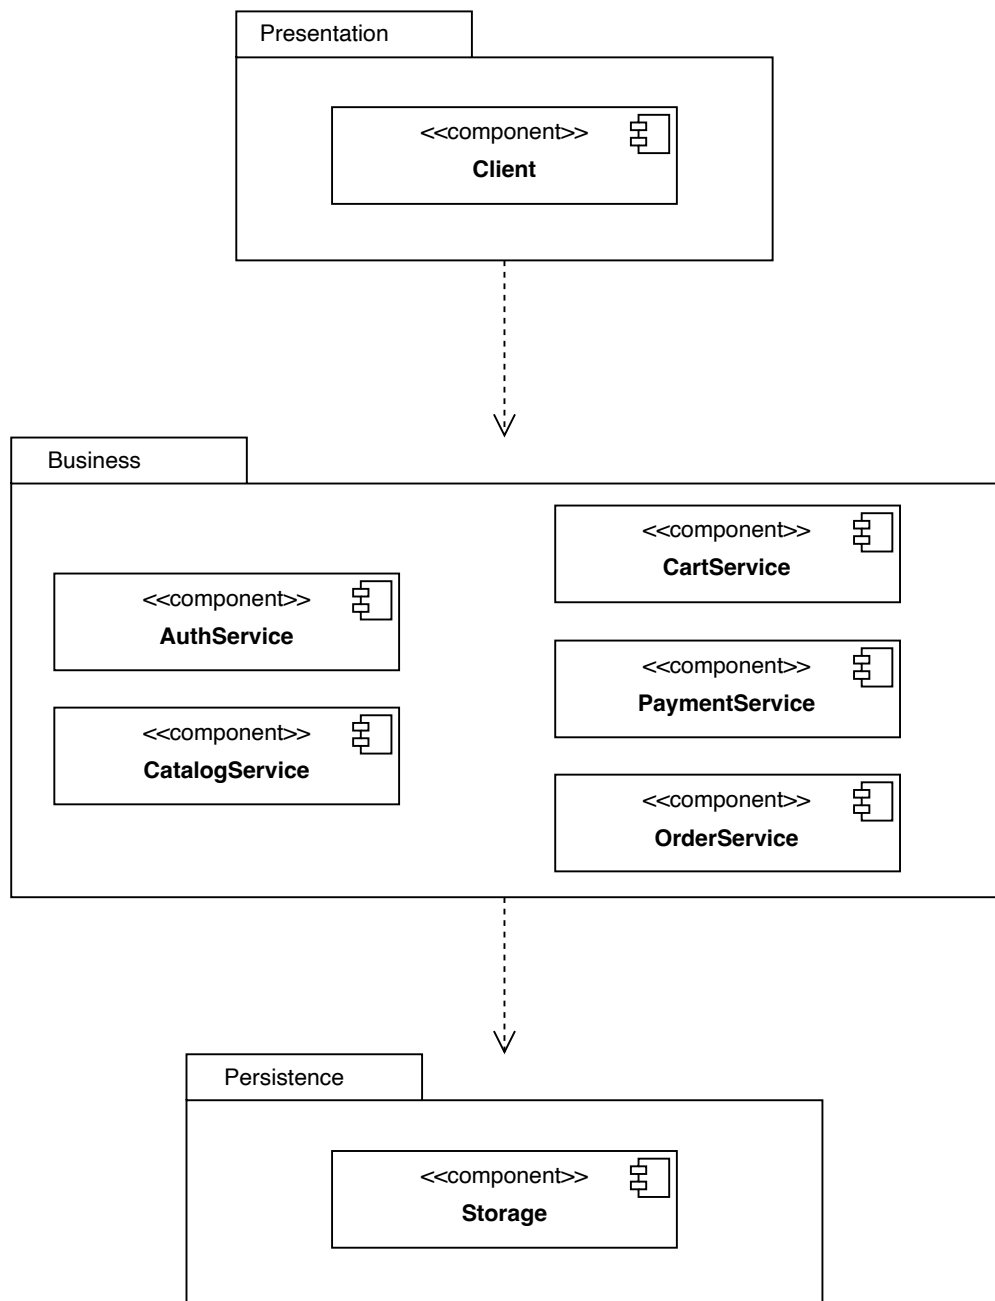 Presentation
<<component>>
Client
Business
<<component>>
AuthService
<<component>>
CatalogService
<<component>>
CartService
<<component>>
PaymentService
<<component>>
OrderService
Persistence
<<component>>
Storage